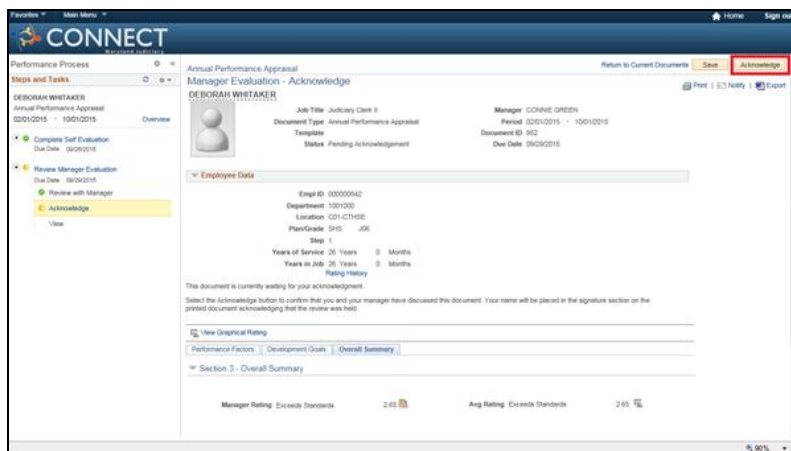 Favorites Main Menu Home Sign ou
CONNECT
Maryland Judiciary
Performance Process
Steps and Tasks
DEBORAH WHITAKER
Annual Performance Appraisal
02/01/2015 - 10/01/2015 Overview
Complete Self Evaluation
Due Date 09/28/2015
Review Manager Evaluation
Due Date 09/29/2015
Review with Manager
Acknowledge
View
Annual Performance Appraisal Return to Current Documents Save Acknowledge
Manager Evaluation - Acknowledge
Print | Notify | Export
DEBORAH WHITAKER
Job Title Judiciary Clerk II Manager CONNIE GREEN
Document Type Annual Performance Appraisal Period 02/01/2015 - 10/01/2015
Template Document ID 952
Status Pending Acknowledgement Due Date 09/29/2015
Employee Data
Empl ID 000000642
Department 1001000
Location C01-CTHSE
Plan/Grade SHS J06
Step 1
Years of Service 26 Years 0 Months
Years in Job 26 Years 0 Months
Rating History
This document is currently waiting for your acknowledgment.
Select the Acknowledge button to confirm that you and your manager have discussed this document. Your name will be placed in the signature section on the
printed document acknowledging that the review was held.
View Graphical Rating
Performance Factors Development Goals Overall Summary
Section 3 - Overall Summary
Manager Rating Exceeds Standards 2.65 Avg Rating Exceeds Standards 2.65
90%